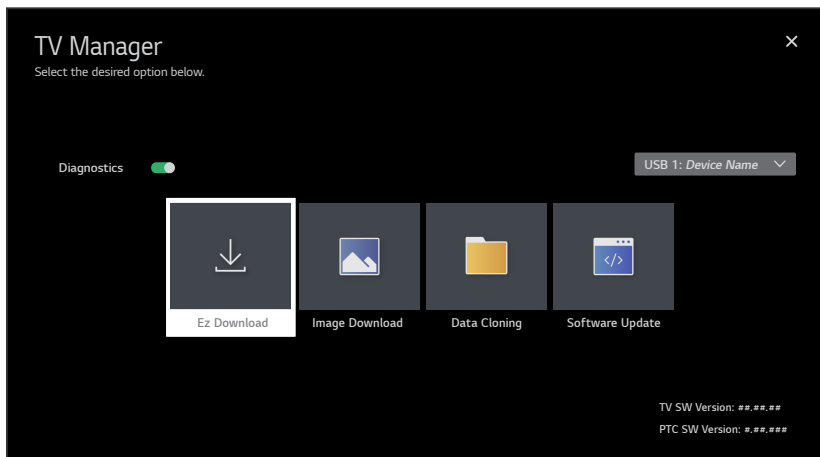 TV Manager
Select the desired option below.
Diagnostics
USB 1: Device Name
</>
Ez Download
Image Download
Data Cloning
Software Update
TV SW Version: ##.##.##
PTC SW Version: #.##.###